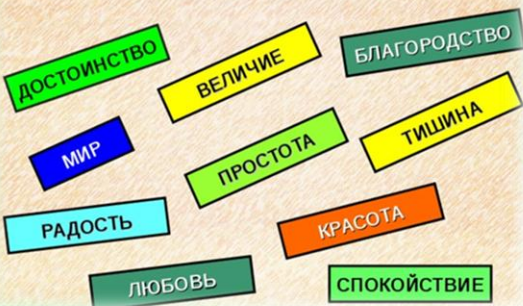 ДОСТОИНСТВО
ВЕЛИЧИЕ
БЛАГОРОДСТВО
МИР
ПРОСТОТА
ТИШИНА
РАДОСТЬ
КРАСОТА
ЛЮБОВЬ
СПОКОЙСТВИЕ